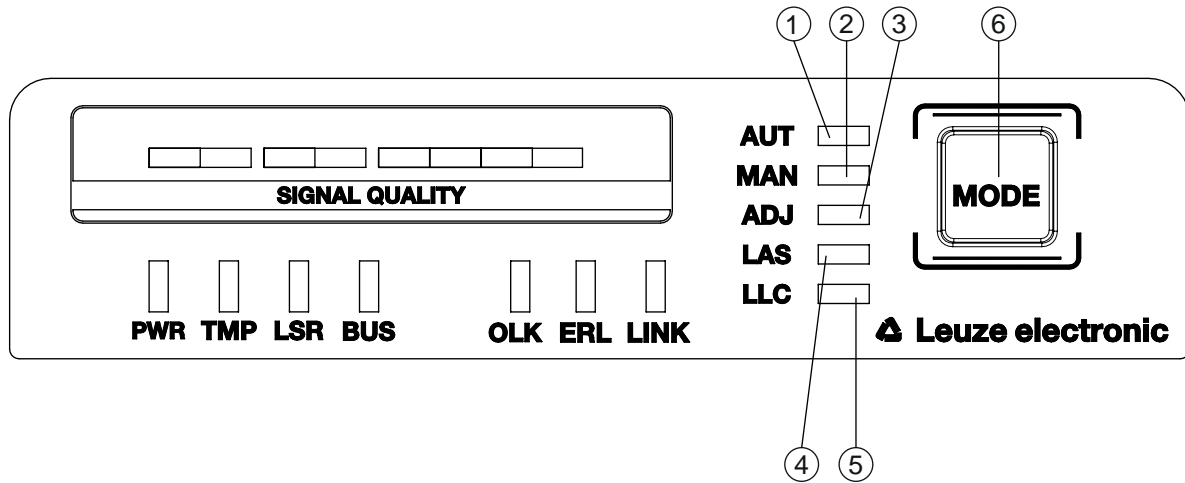 1 2 3 6
AUT
MAN
MODE
SIGNAL QUALITY
ADJ
LAS
LLC
PWR TMP LSR BUS OLK ERL LINK
Leuze electronic
4 5